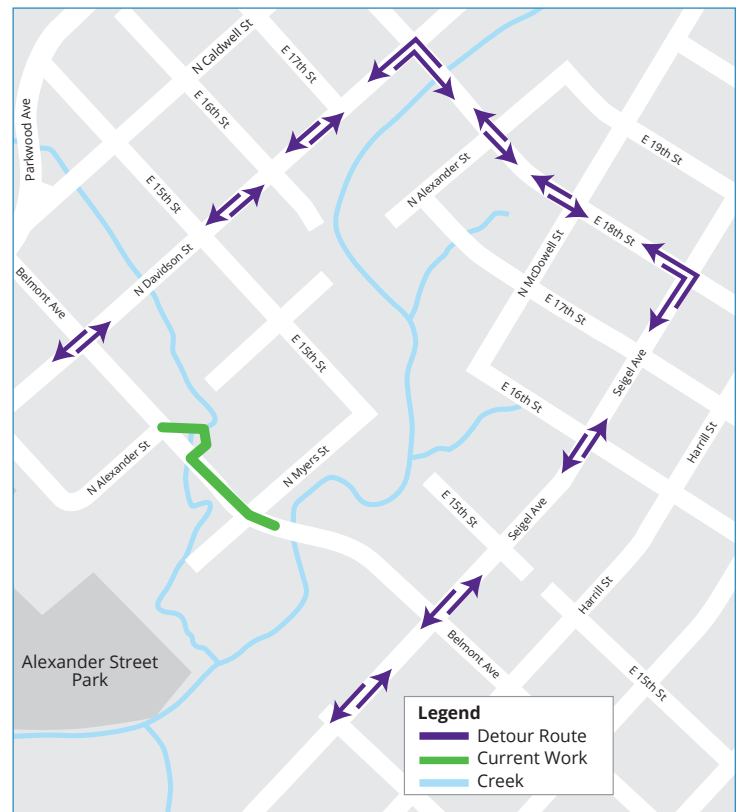 N Caldwell St
E 17th St
E 16th St
Parkwood Ave
E 19th St
N Alexander St
E 15th St
E 18th St
N Davidson St
N McDowell St
Belmont Ave
E 17th St
E 15th St
Seigel Ave
E 16th St
Harrill St
N Alexander St
N Myers St
E 15th St
Seigel Ave
Harrill St
Belmont Ave
E 15th St
Alexander Street
Park
Legend
Detour Route
Current Work
Creek